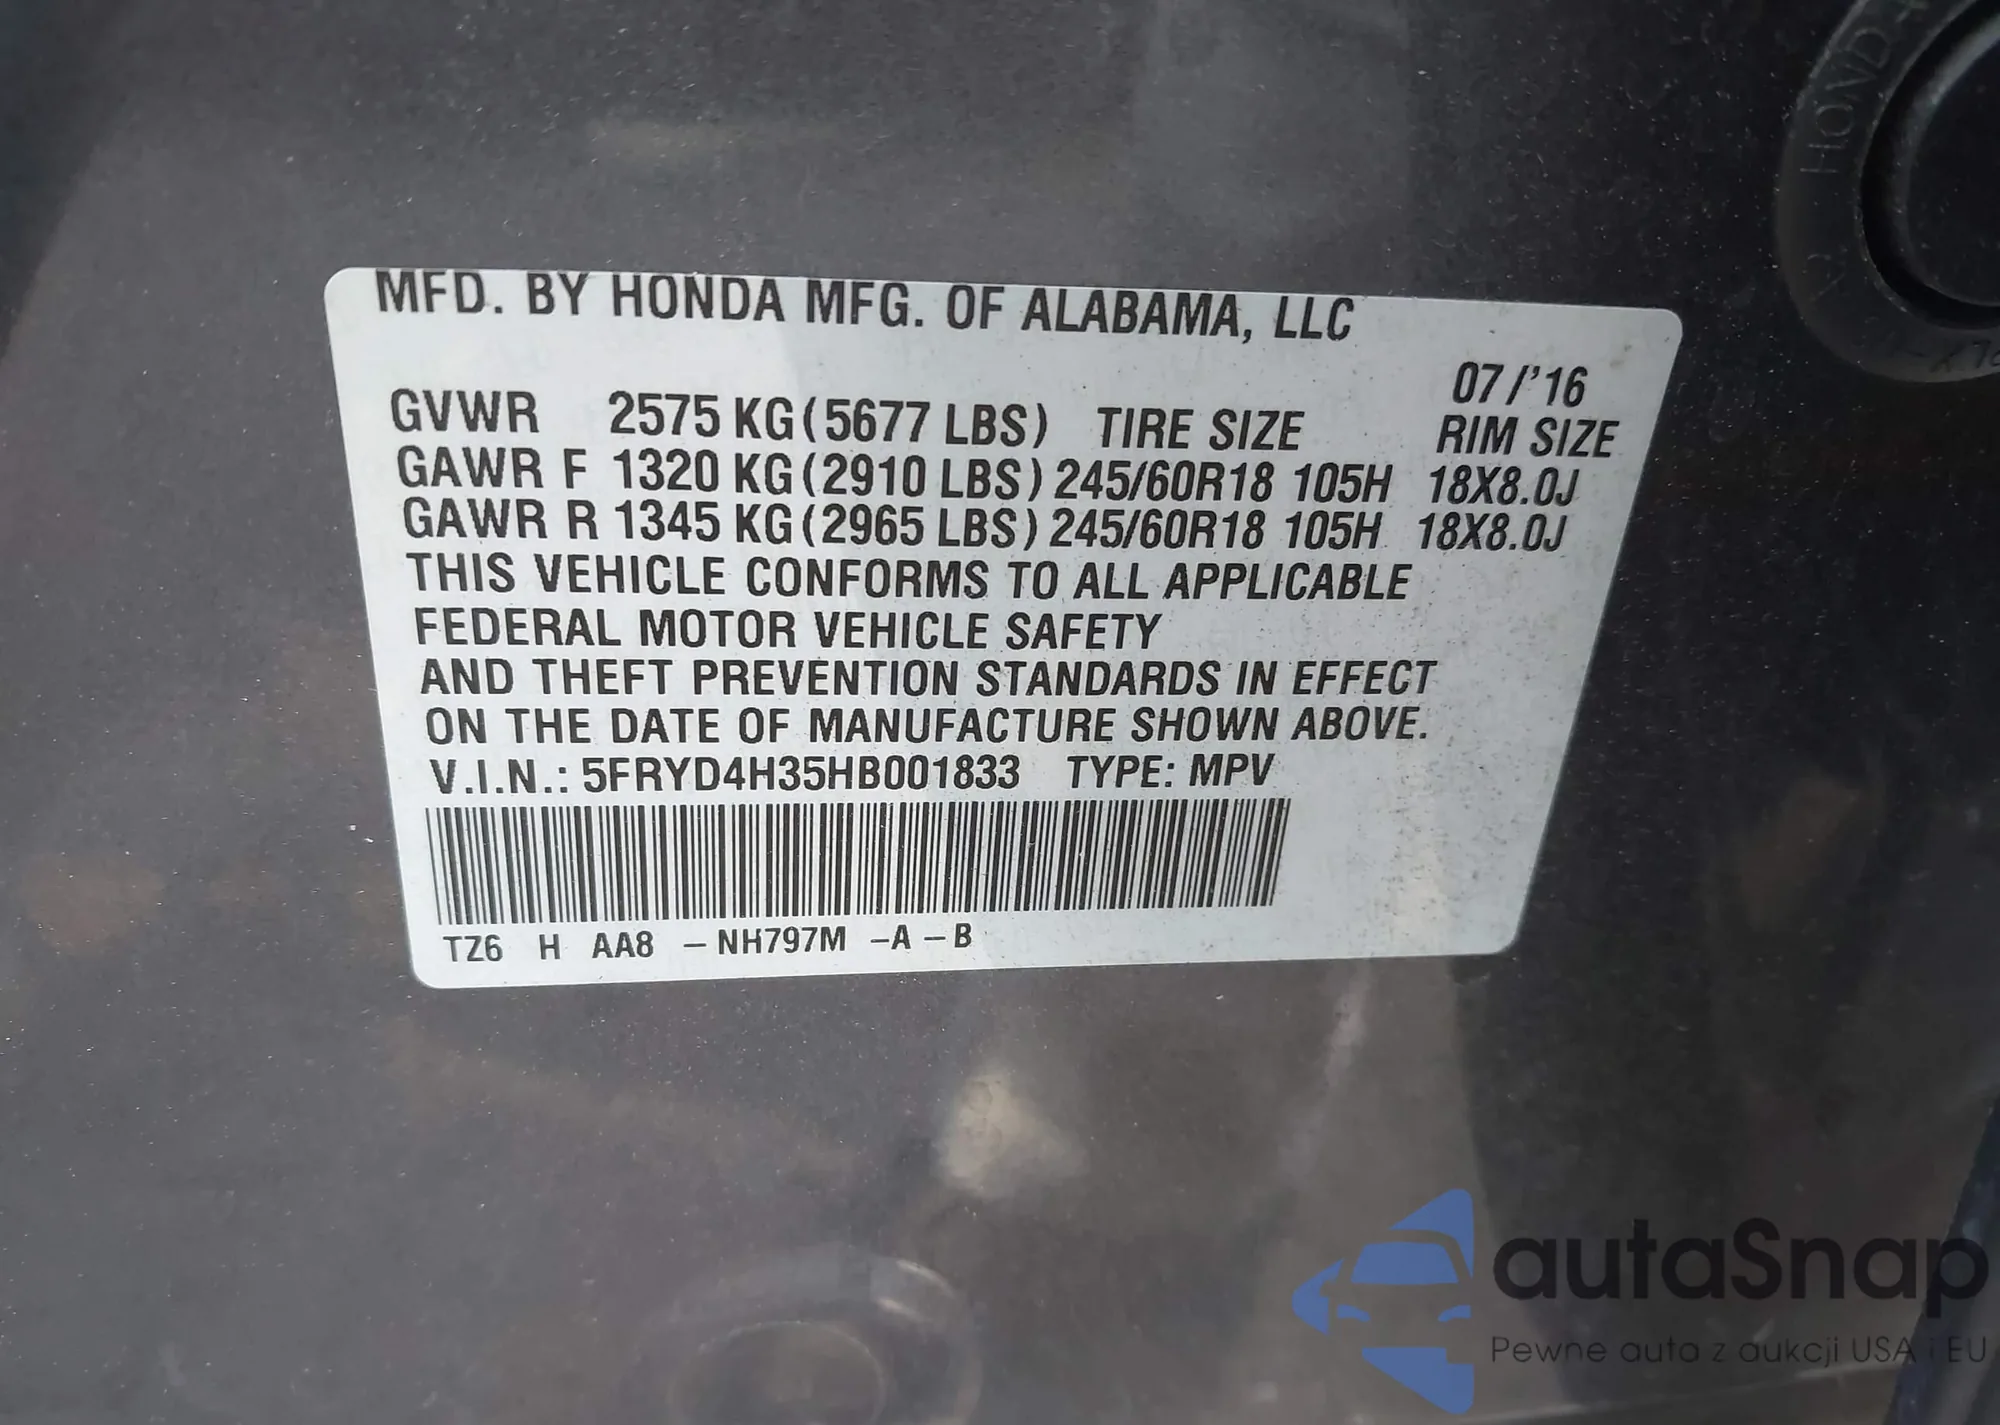 MFD. BY HONDA MFG. OF ALABAMA, LLC
07/'16
GVWR 2575 KG (5677 LBS) TIRE SIZE RIM SIZE
GAWR F 1320 KG (2910 LBS) 245/60R18 105H 18X8.0J
GAWR R 1345 KG (2965 LBS) 245/60R18 105H 18X8.0J
THIS VEHICLE CONFORMS TO ALL APPLICABLE
FEDERAL MOTOR VEHICLE SAFETY
AND THEFT PREVENTION STANDARDS IN EFFECT
ON THE DATE OF MANUFACTURE SHOWN ABOVE.
V.I.N.: 5FRYD4H35HB001833 TYPE: MPV
TZ6 H AA8 -NH797M -A -B
HONDA
autaSnap
Pewne auta z aukcji USA i EU